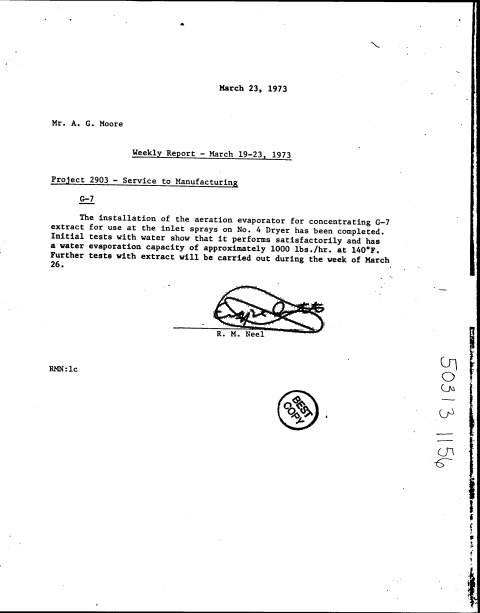 March 23, 1973
Mr. A. G. Moore
Weekly Report - March 19-23, 1973
Project 2903 - Service to Manufacturing
G-7
The installation of the aeration evaporator for concentrating G-7
extract for use at the inlet sprays on No. 4 Dryer has been completed.
Initial tests with water show that it performs satisfactorily and has
a water evaporation capacity of approximately 1000 lbs./hr. at 140°F.
Further tests with extract will be carried out during the week of March
26.
R. M. Neel
RMN:lc
BEST
COPY
50313 1156